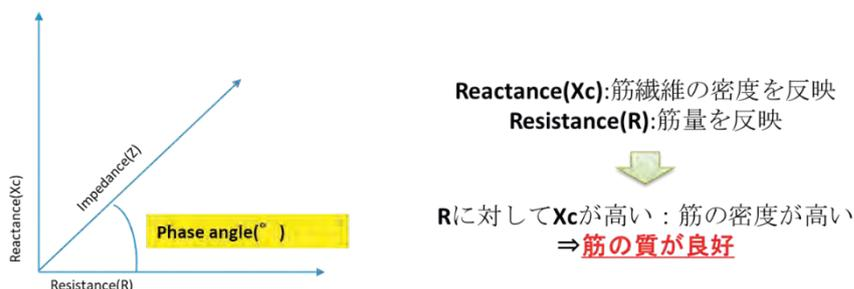 Reactance(Xc)
Impedance(Z)
Phase angle(° )
Resistance(R)
Reactance(Xc):筋繊維の密度を反映
Resistance(R):筋量を反映
Rに対してXcが高い：筋の密度が高い
⇒筋の質が良好